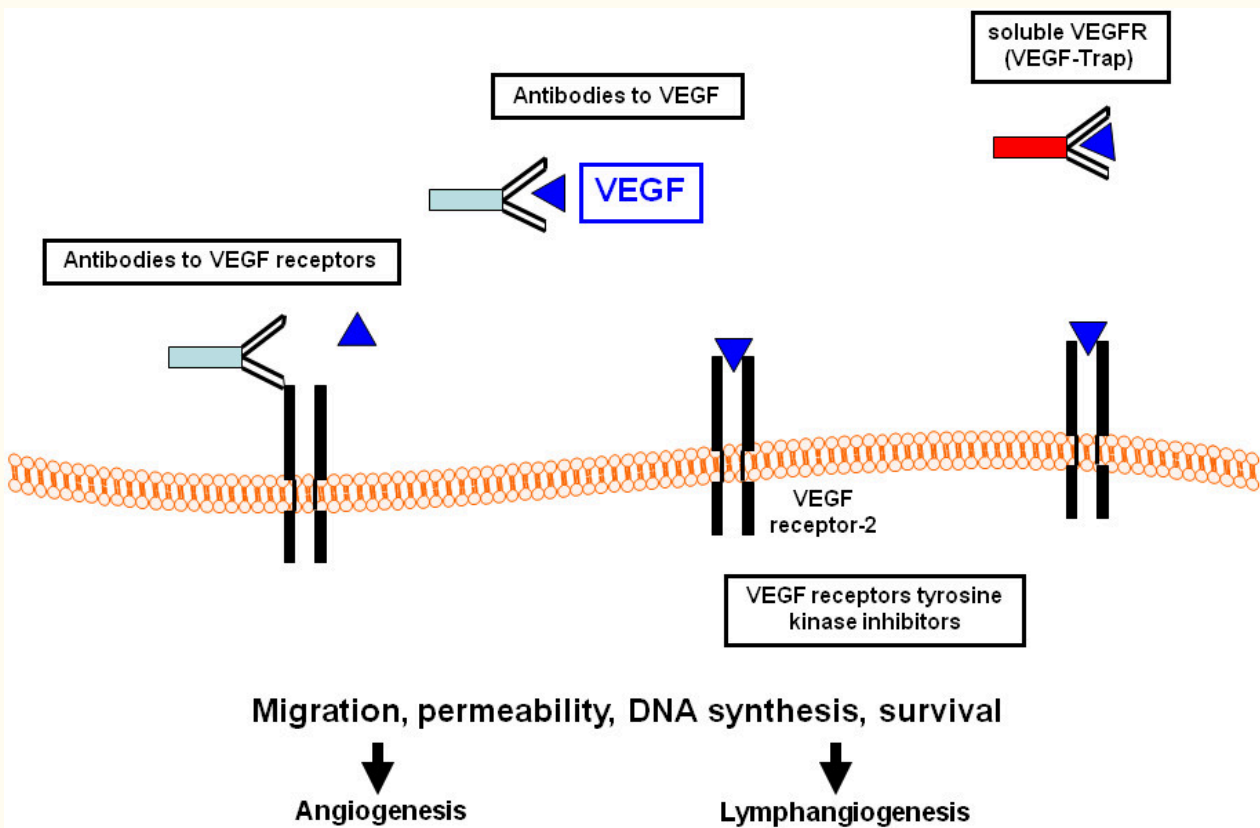 soluble VEGFR
(VEGF-Trap)
Antibodies to VEGF
VEGF
Antibodies to VEGF receptors
VEGF
receptor-2
VEGF receptors tyrosine
kinase inhibitors
Migration, permeability, DNA synthesis, survival
Angiogenesis
Lymphangiogenesis